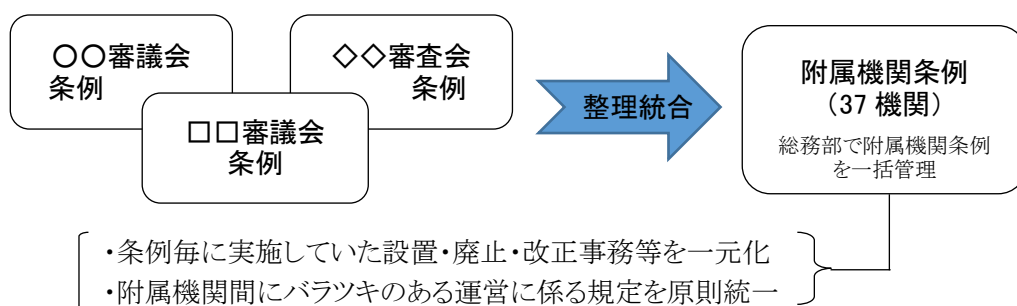 〇〇審議会
条例
◇◇審査会
条例
□□審議会
条例
整理統合
附属機関条例
（37 機関）
総務部で附属機関条例
を一括管理
・条例毎に実施していた設置・廃止・改正事務等を一元化
・附属機関間にバラツキのある運営に係る規定を原則統一